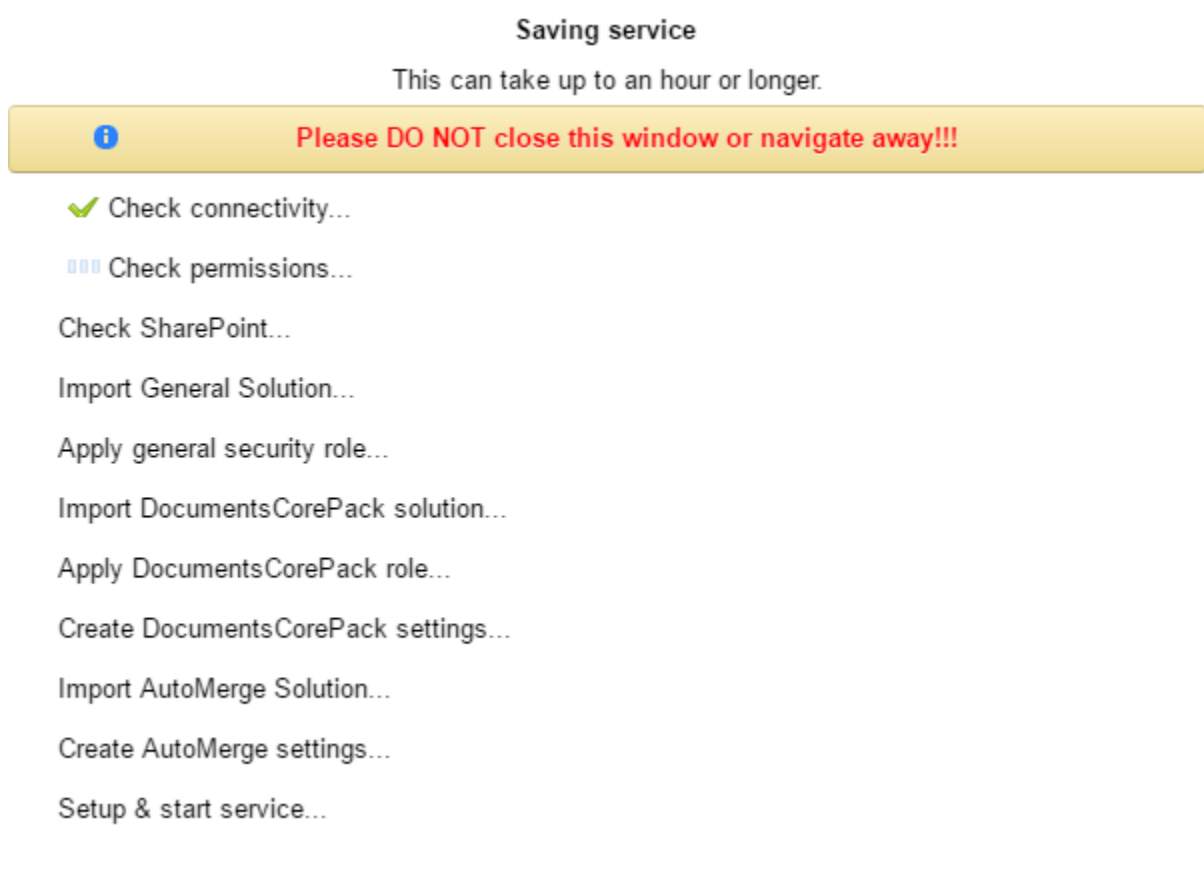 Saving service
This can take up to an hour or longer.
Please DO NOT close this window or navigate away!!!
Check connectivity...
Check permissions...
Check SharePoint...
Import General Solution...
Apply general security role...
Import DocumentsCorePack solution...
Apply DocumentsCorePack role...
Create DocumentsCorePack settings...
Import AutoMerge Solution...
Create AutoMerge settings...
Setup & start service...